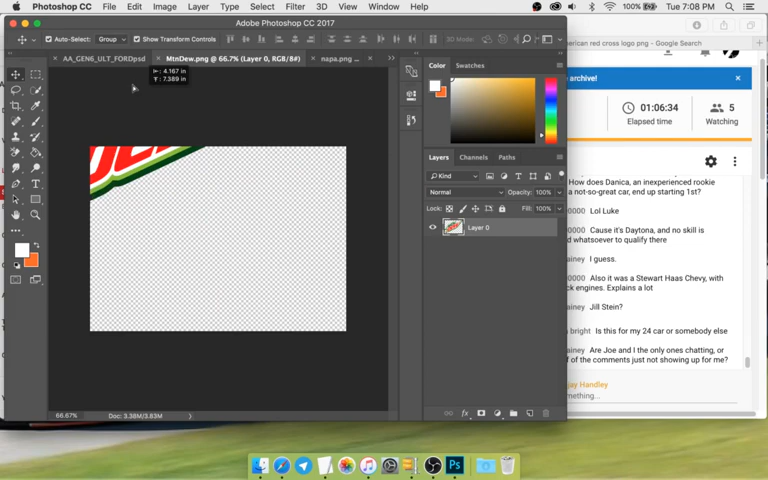 Photoshop CC File Edit Image Layer Type Select Filter 3D View Window Help 100% Tue 7:08 PM
Adobe Photoshop CC 2017
Auto-Select: Group Show Transform Controls 3D Mode:
AA_GEN6_ULT_FORDpsd MtnDew.png @ 66.7% (Layer 0, RGB/8#) napa.png ...
4.167 in
7.389 in
Color Swatches
Layers Channels Paths
Kind
Normal Opacity: 100%
Lock: Fill: 100%
Layer 0
66.67% Doc: 3.38M/3.83M
erican red cross logo png - Google Search
archive!
01:06:34 5
Elapsed time Watching
How does Danica, an inexperienced rookie
a not-so-great car, end up starting 1st?
0000 Lol Luke
0000 Cause it's Daytona, and no skill is
d whatsoever to qualify there
ainey I guess.
0000 Also it was a Stewart Haas Chevy, with
ck engines. Explains a lot
ainey Jill Stein?
bright Is this for my 24 car or somebody else
ainey Are Joe and I the only ones chatting, or
f of the comments just not showing up for me?
jay Handley
mething...
Ps